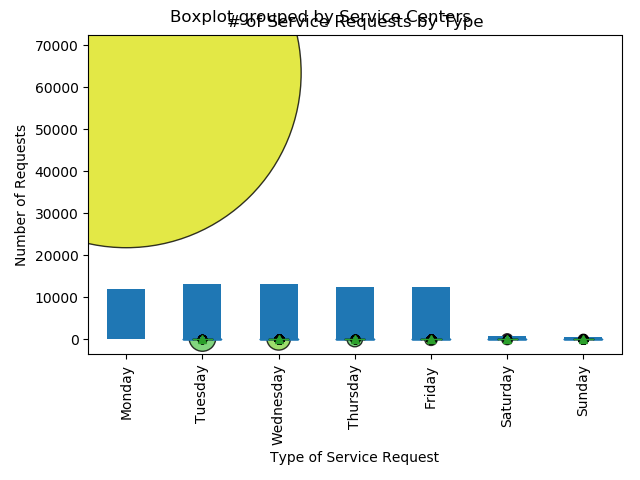 Boxplot grouped by Service Centers
# of Service Requests by Type
70000
60000
50000
40000
30000
20000
10000
0
Number of Requests
Monday
Tuesday
Wednesday
Thursday
Friday
Saturday
Sunday
Type of Service Request